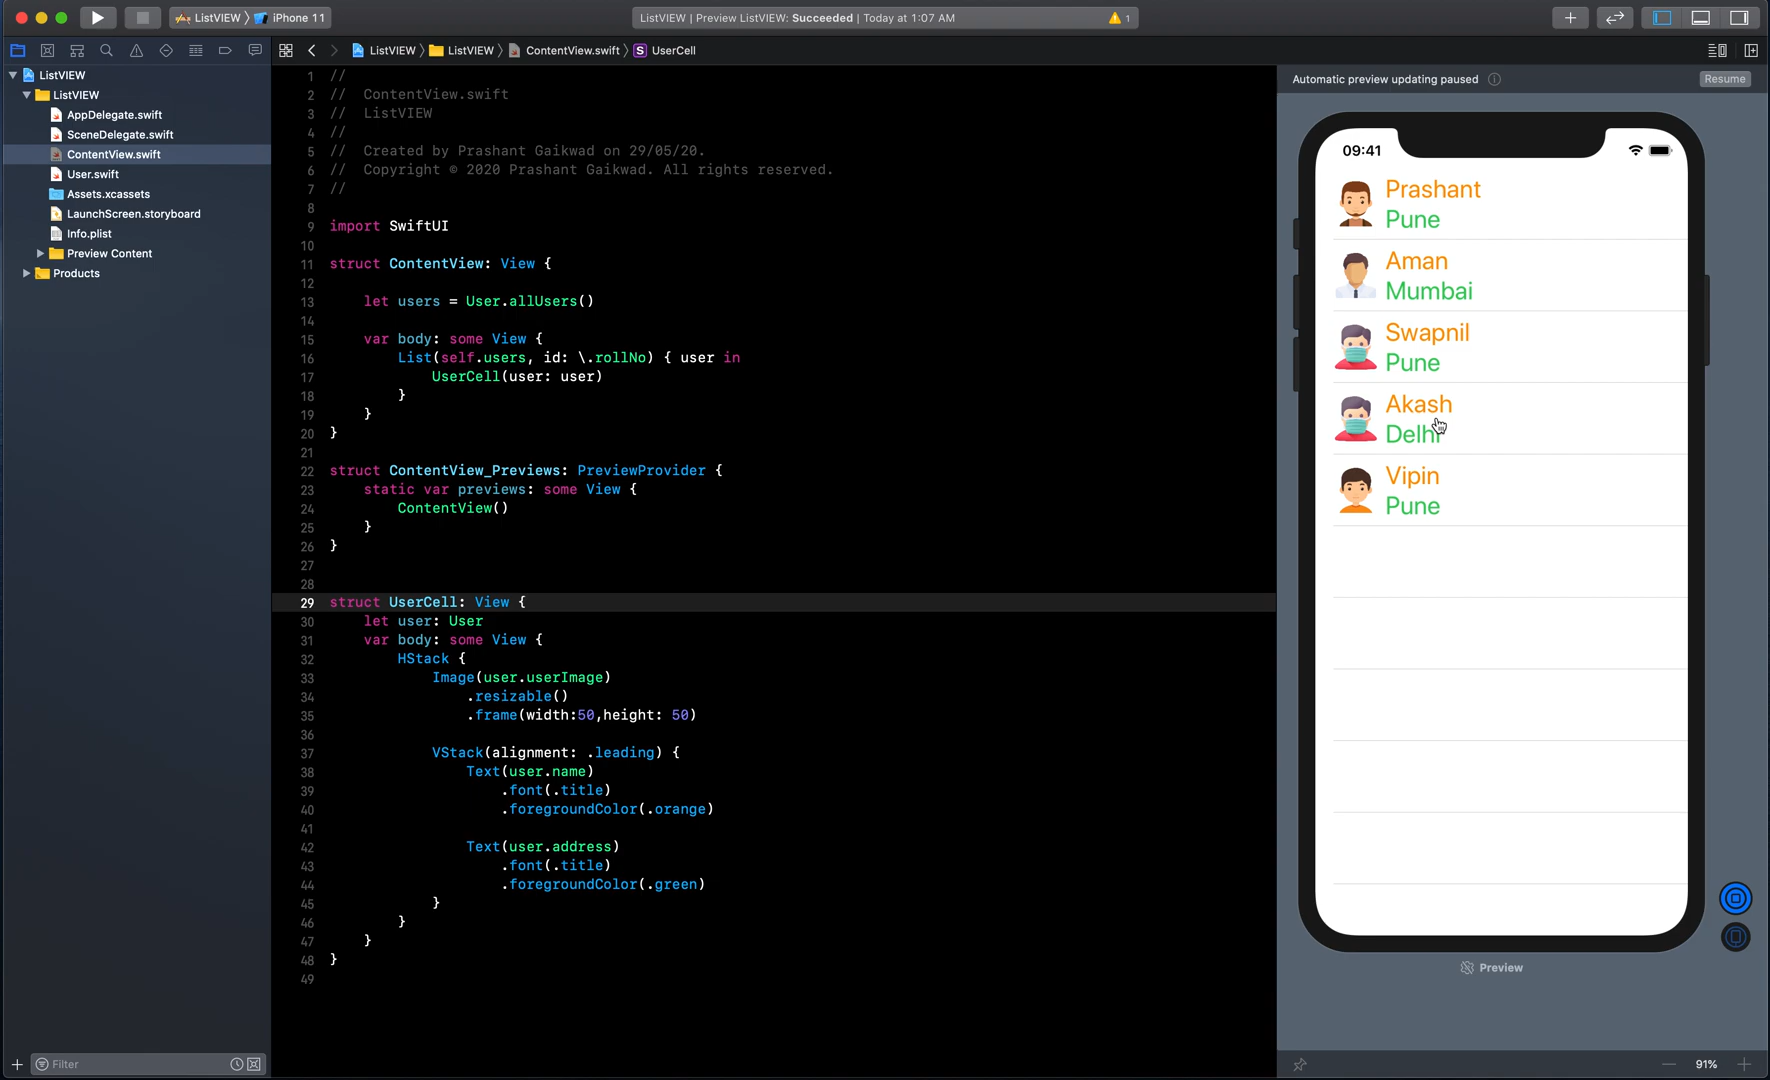 ListVIEW ⟩ iPhone 11
ListVIEW | Preview ListVIEW: Succeeded | Today at 1:07 AM
1
ListVIEW ⟩ ListVIEW ⟩ ContentView.swift ⟩ S UserCell
ListVIEW
ListVIEW
AppDelegate.swift
SceneDelegate.swift
ContentView.swift
User.swift
Assets.xcassets
LaunchScreen.storyboard
Info.plist
Preview Content
Products
Filter
1 //
2 // ContentView.swift
3 // ListVIEW
4 //
5 // Created by Prashant Gaikwad on 29/05/20.
6 // Copyright © 2020 Prashant Gaikwad. All rights reserved.
7 //
8
9 import SwiftUI
10
11 struct ContentView: View {
12
13 let users = User.allUsers()
14
15 var body: some View {
16 List(self.users, id: \.rollNo) { user in
17 UserCell(user: user)
18 }
19 }
20 }
21
22 struct ContentView_Previews: PreviewProvider {
23 static var previews: some View {
24 ContentView()
25 }
26 }
27
28
29 struct UserCell: View {
30 let user: User
31 var body: some View {
32 HStack {
33 Image(user.userImage)
34 .resizable()
35 .frame(width:50,height: 50)
36
37 VStack(alignment: .leading) {
38 Text(user.name)
39 .font(.title)
40 .foregroundColor(.orange)
41
42 Text(user.address)
43 .font(.title)
44 .foregroundColor(.green)
45 }
46 }
47 }
48 }
49
Automatic preview updating paused
Resume
09:41
Prashant
Pune
Aman
Mumbai
Swapnil
Pune
Akash
Delhi
Vipin
Pune
Preview
91%